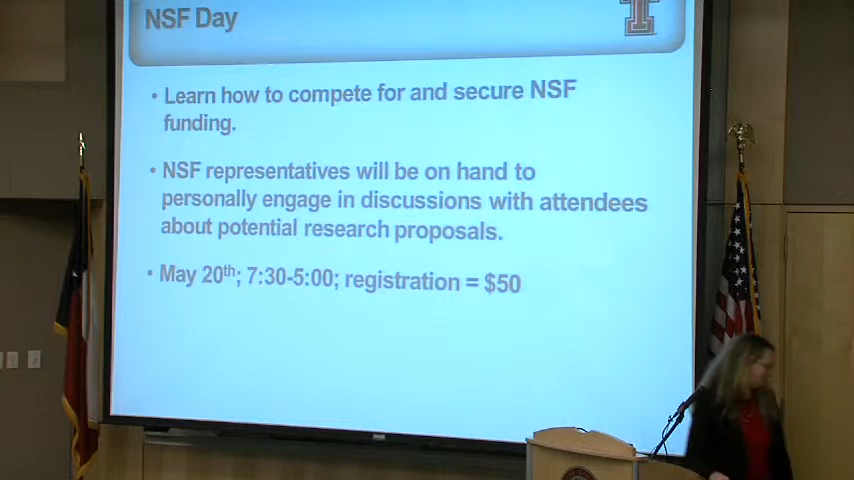 NSF Day
• Learn how to compete for and secure NSF
funding.
• NSF representatives will be on hand to
personally engage in discussions with attendees
about potential research proposals.
• May 20th; 7:30-5:00; registration = $50